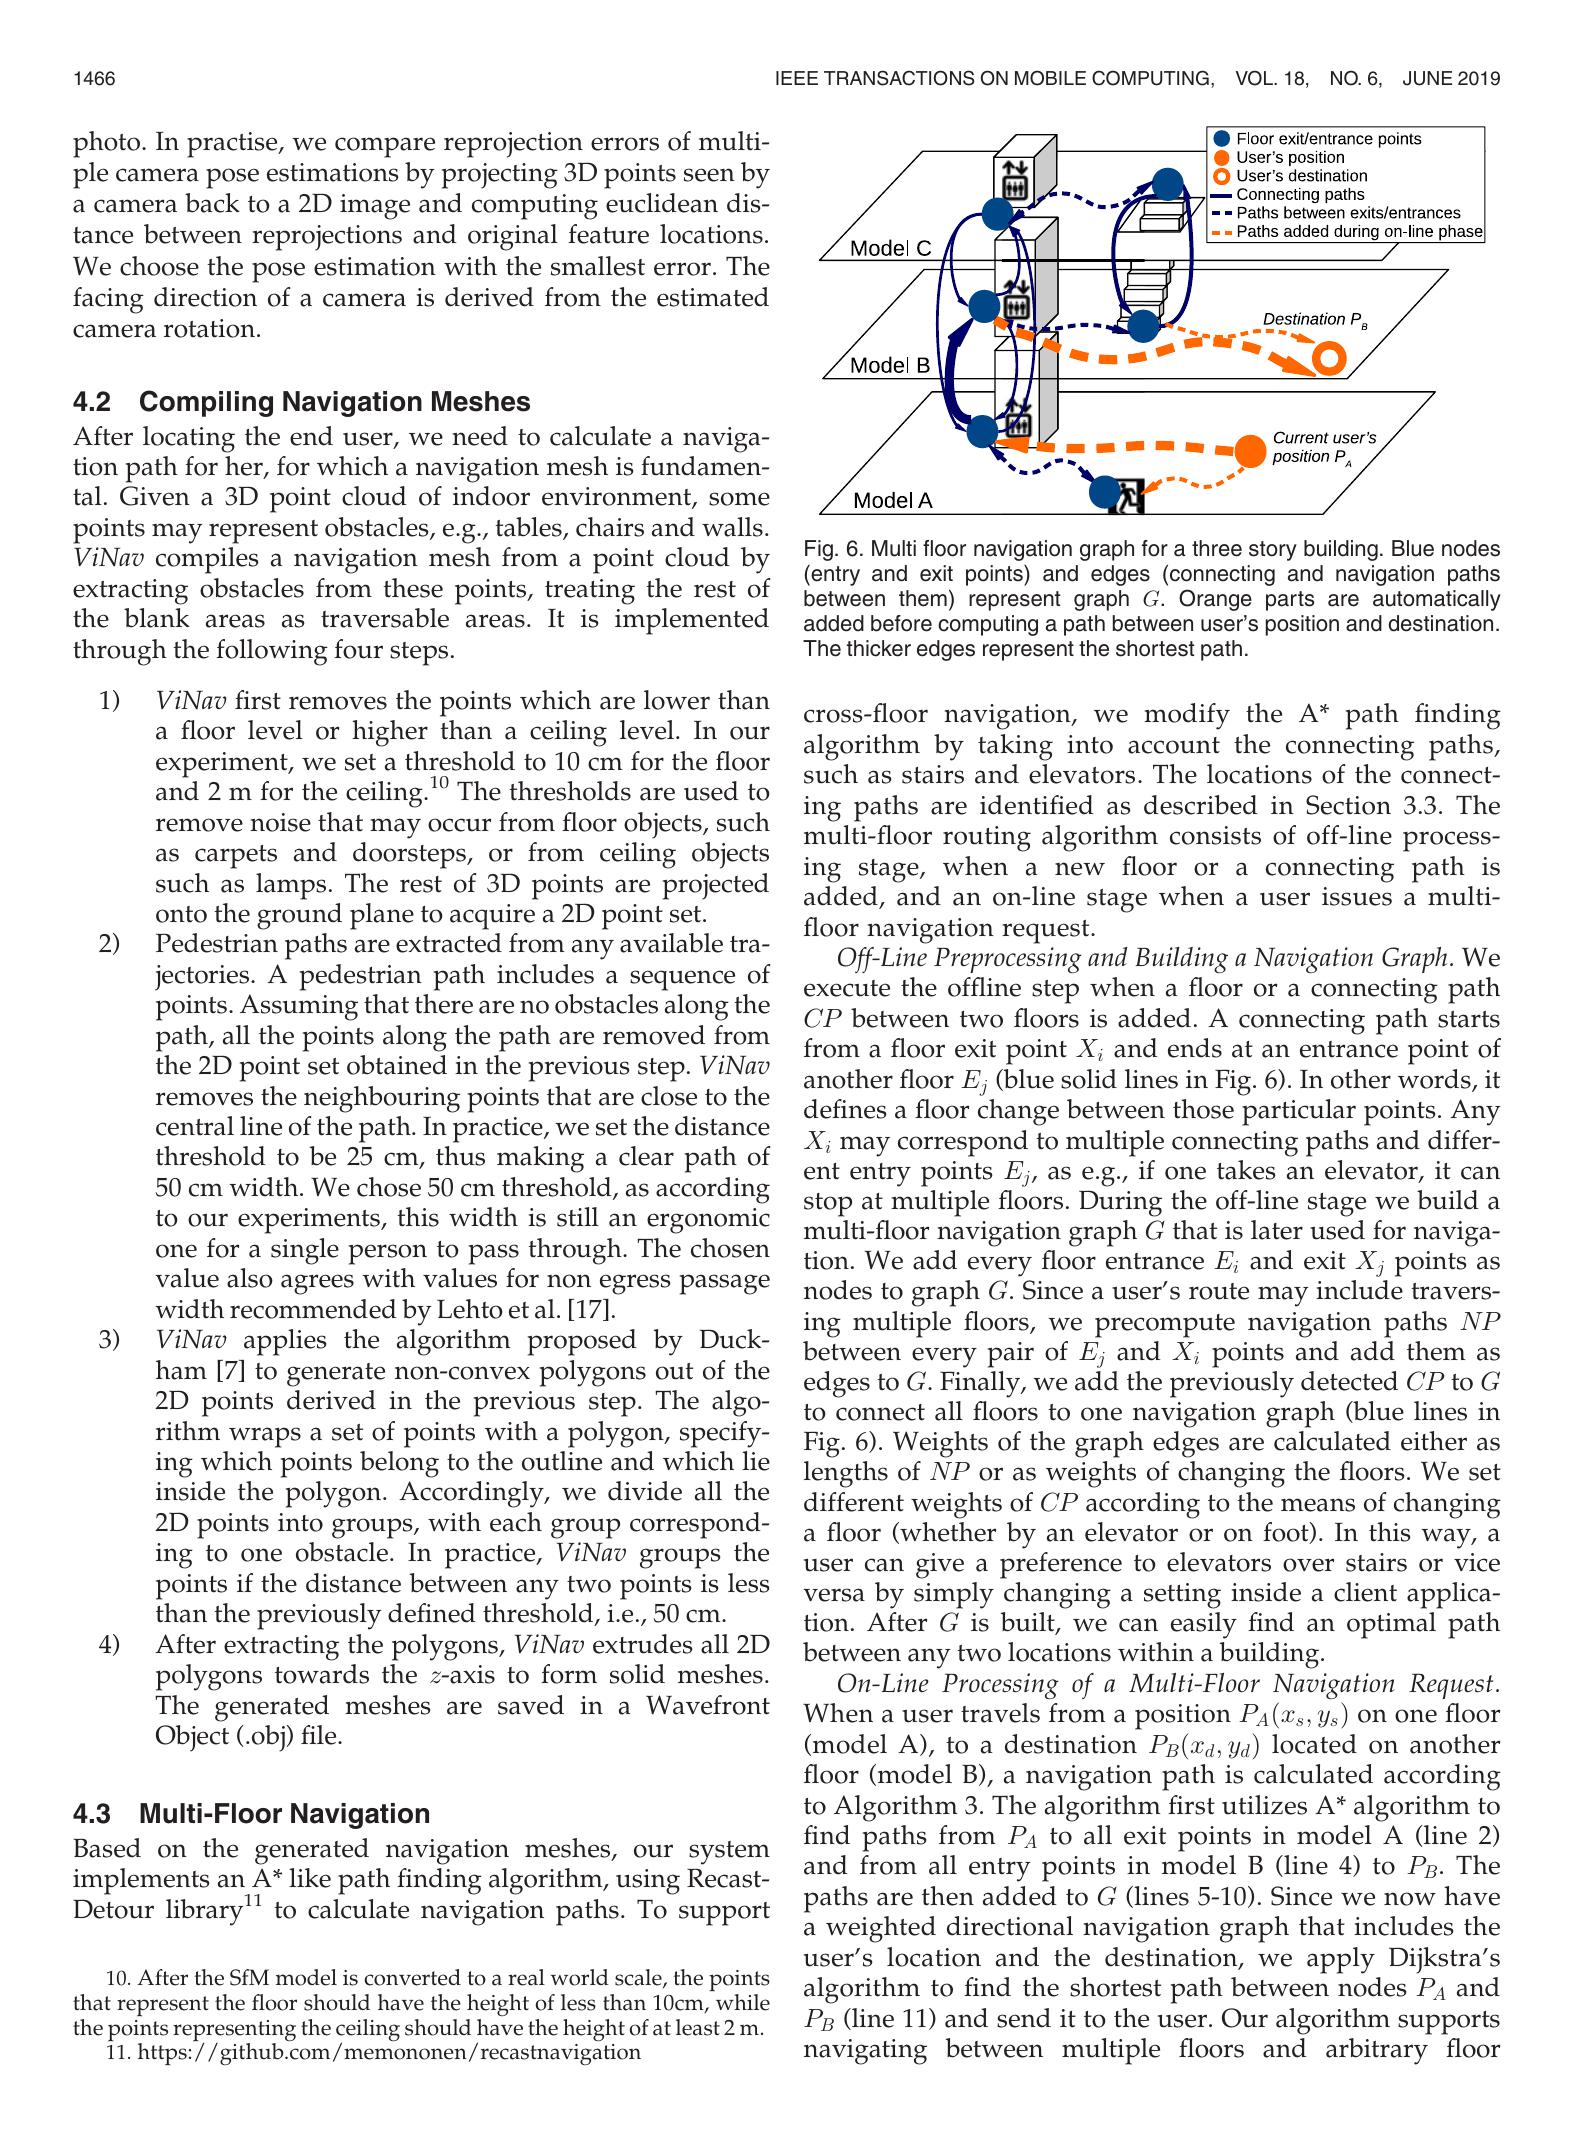 1466
IEEE TRANSACTIONS ON MOBILE COMPUTING, VOL. 18, NO. 6, JUNE 2019
photo. In practise, we compare reprojection errors of multi-
ple camera pose estimations by projecting 3D points seen by
a camera back to a 2D image and computing euclidean dis-
tance between reprojections and original feature locations.
We choose the pose estimation with the smallest error. The
facing direction of a camera is derived from the estimated
camera rotation.
4.2 Compiling Navigation Meshes
After locating the end user, we need to calculate a naviga-
tion path for her, for which a navigation mesh is fundamen-
tal. Given a 3D point cloud of indoor environment, some
points may represent obstacles, e.g., tables, chairs and walls.
ViNav compiles a navigation mesh from a point cloud by
extracting obstacles from these points, treating the rest of
the blank areas as traversable areas. It is implemented
through the following four steps.
1) ViNav first removes the points which are lower than
a floor level or higher than a ceiling level. In our
experiment, we set a threshold to 10 cm for the floor
and 2 m for the ceiling.10 The thresholds are used to
remove noise that may occur from floor objects, such
as carpets and doorsteps, or from ceiling objects
such as lamps. The rest of 3D points are projected
onto the ground plane to acquire a 2D point set.
2) Pedestrian paths are extracted from any available tra-
jectories. A pedestrian path includes a sequence of
points. Assuming that there are no obstacles along the
path, all the points along the path are removed from
the 2D point set obtained in the previous step. ViNav
removes the neighbouring points that are close to the
central line of the path. In practice, we set the distance
threshold to be 25 cm, thus making a clear path of
50 cm width. We chose 50 cm threshold, as according
to our experiments, this width is still an ergonomic
one for a single person to pass through. The chosen
value also agrees with values for non egress passage
width recommended by Lehto et al. [17].
3) ViNav applies the algorithm proposed by Duck-
ham [7] to generate non-convex polygons out of the
2D points derived in the previous step. The algo-
rithm wraps a set of points with a polygon, specify-
ing which points belong to the outline and which lie
inside the polygon. Accordingly, we divide all the
2D points into groups, with each group correspond-
ing to one obstacle. In practice, ViNav groups the
points if the distance between any two points is less
than the previously defined threshold, i.e., 50 cm.
4) After extracting the polygons, ViNav extrudes all 2D
polygons towards the z-axis to form solid meshes.
The generated meshes are saved in a Wavefront
Object (.obj) file.
4.3 Multi-Floor Navigation
Based on the generated navigation meshes, our system
implements an A* like path finding algorithm, using Recast-
Detour library11 to calculate navigation paths. To support
10. After the SfM model is converted to a real world scale, the points
that represent the floor should have the height of less than 10cm, while
the points representing the ceiling should have the height of at least 2 m.
11. https://github.com/memononen/recastnavigation
Floor exit/entrance points
User's position
User's destination
Connecting paths
Paths between exits/entrances
Paths added during on-line phase
Model C
Destination PB
Model B
Current user's
position PA
Model A
Fig. 6. Multi floor navigation graph for a three story building. Blue nodes
(entry and exit points) and edges (connecting and navigation paths
between them) represent graph G. Orange parts are automatically
added before computing a path between user's position and destination.
The thicker edges represent the shortest path.
cross-floor navigation, we modify the A* path finding
algorithm by taking into account the connecting paths,
such as stairs and elevators. The locations of the connect-
ing paths are identified as described in Section 3.3. The
multi-floor routing algorithm consists of off-line process-
ing stage, when a new floor or a connecting path is
added, and an on-line stage when a user issues a multi-
floor navigation request.
Off-Line Preprocessing and Building a Navigation Graph. We
execute the offline step when a floor or a connecting path
CP between two floors is added. A connecting path starts
from a floor exit point Xi and ends at an entrance point of
another floor Ej (blue solid lines in Fig. 6). In other words, it
defines a floor change between those particular points. Any
Xi may correspond to multiple connecting paths and differ-
ent entry points Ej, as e.g., if one takes an elevator, it can
stop at multiple floors. During the off-line stage we build a
multi-floor navigation graph G that is later used for naviga-
tion. We add every floor entrance Ei and exit Xj points as
nodes to graph G. Since a user's route may include travers-
ing multiple floors, we precompute navigation paths NP
between every pair of Ej and Xi points and add them as
edges to G. Finally, we add the previously detected CP to G
to connect all floors to one navigation graph (blue lines in
Fig. 6). Weights of the graph edges are calculated either as
lengths of NP or as weights of changing the floors. We set
different weights of CP according to the means of changing
a floor (whether by an elevator or on foot). In this way, a
user can give a preference to elevators over stairs or vice
versa by simply changing a setting inside a client applica-
tion. After G is built, we can easily find an optimal path
between any two locations within a building.
On-Line Processing of a Multi-Floor Navigation Request.
When a user travels from a position PA(xs, ys) on one floor
(model A), to a destination PB(xd, yd) located on another
floor (model B), a navigation path is calculated according
to Algorithm 3. The algorithm first utilizes A* algorithm to
find paths from PA to all exit points in model A (line 2)
and from all entry points in model B (line 4) to PB. The
paths are then added to G (lines 5-10). Since we now have
a weighted directional navigation graph that includes the
user's location and the destination, we apply Dijkstra's
algorithm to find the shortest path between nodes PA and
PB (line 11) and send it to the user. Our algorithm supports
navigating between multiple floors and arbitrary floor